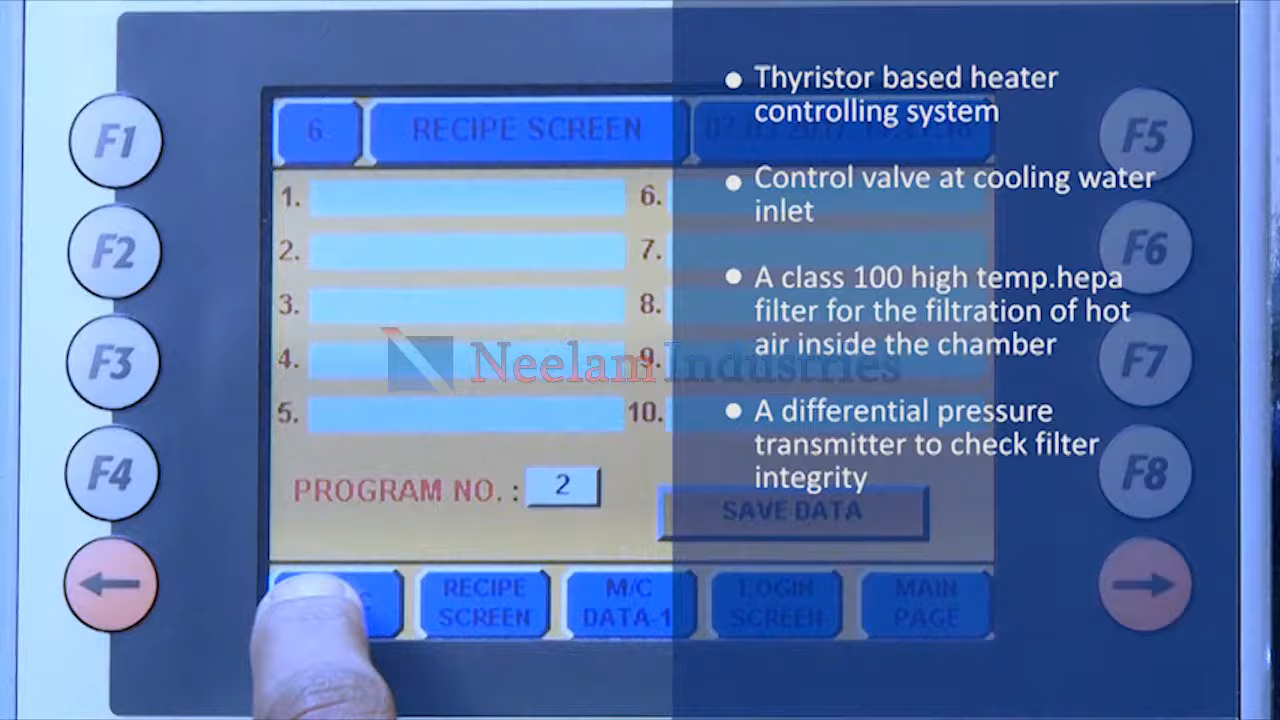 F1
F2
F3
F4
6
RECIPE SCREEN
1.
2.
3.
4.
5.
6.
7.
8.
9.
10.
PROGRAM NO. : 2
SAVE DATA
RECIPE
SCREEN
M/C
DATA-1
LOGIN
SCREEN
MAIN
PAGE
F5
F6
F7
F8
Neelam Industries
● Thyristor based heater
controlling system
● Control valve at cooling water
inlet
● A class 100 high temp.hepa
filter for the filtration of hot
air inside the chamber
● A differential pressure
transmitter to check filter
integrity